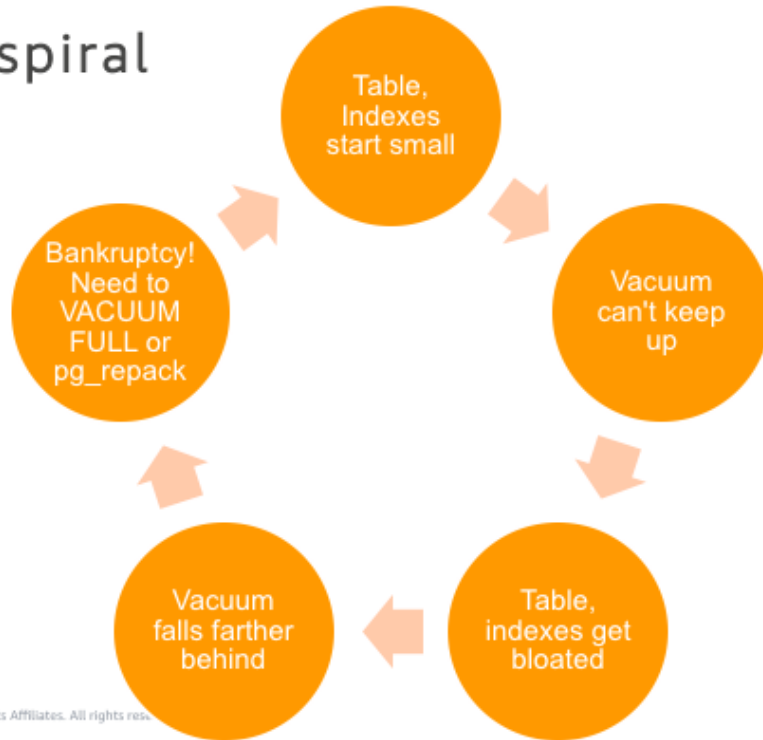 spiral
Table,
Indexes
start small
Vacuum
can't keep
up
Table,
indexes get
bloated
Vacuum
falls farther
behind
Bankruptcy!
Need to
VACUUM
FULL or
pg_repack
s Affiliates. All rights